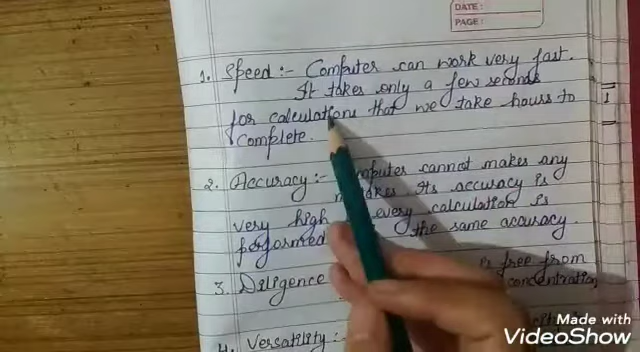 DATE :
PAGE :
1. Speed :- Computer can work very fast.
It takes only a few seconds
for calculations that we take hours to
complete.
2. Accuracy :- Computer cannot makes any
Its accuracy is
very high every calculation is
performed the same accuracy.
3. Diligence is free from
concentration,
4. Versatility :-
Made with
VideoShow